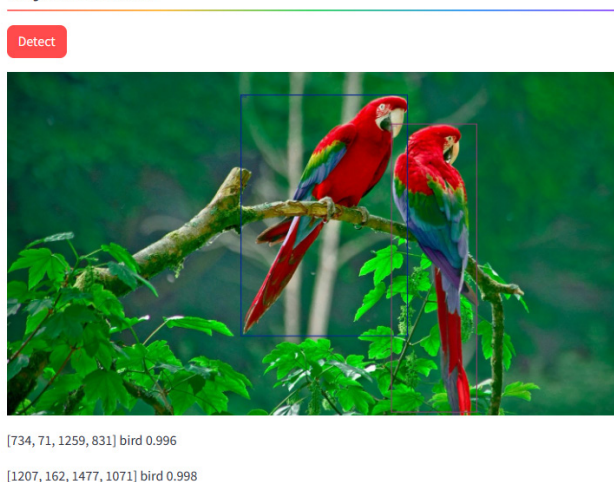 Detect
[734, 71, 1259, 831] bird 0.996
[1207, 162, 1477, 1071] bird 0.998